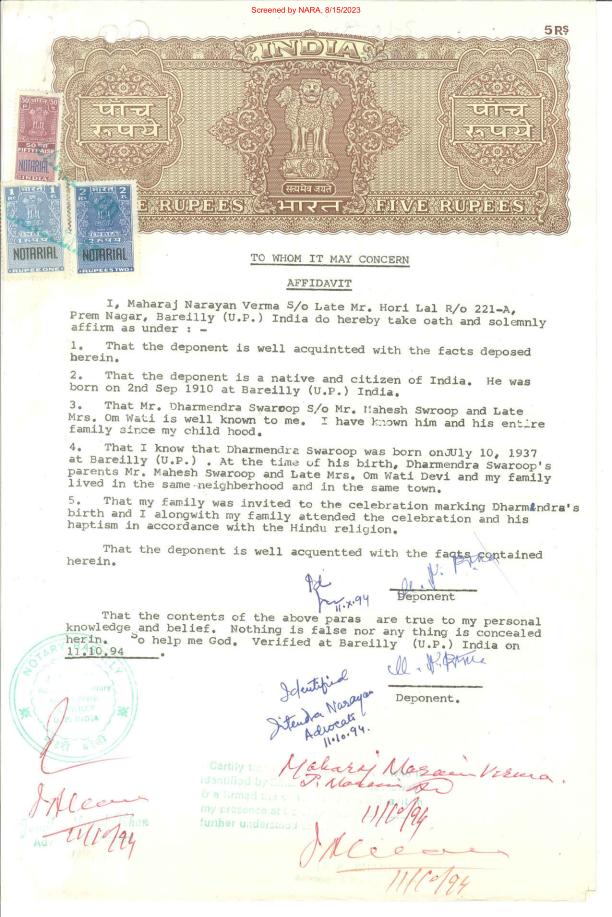 Screened by NARA, 8/15/2023
5 RS
INDIA
पांच
रूपये
पांच
रूपये
सत्यमेव जयते
FIVE RUPEES भारत FIVE RUPEES
FIFTY PAISE
NOTARIAL
INDIA
1 भारत 1
NOTARIAL
RUPEE ONE
2 भारत 2
NOTARIAL
RUPEES TWO
TO WHOM IT MAY CONCERN
AFFIDAVIT
I, Maharaj Narayan Verma S/o Late Mr. Hori Lal R/o 221-A,
Prem Nagar, Bareilly (U.P.) India do hereby take oath and solemnly
affirm as under : -
1. That the deponent is well acquintted with the facts deposed
herein.
2. That the deponent is a native and citizen of India. He was
born on 2nd Sep 1910 at Bareilly (U.P.) India.
3. That Mr. Dharmendra Swaroop S/o Mr. Mahesh Swroop and Late
Mrs. Om Wati is well known to me. I have known him and his entire
family since my child hood.
4. That I know that Dharmendra Swaroop was born onJuly 10, 1937
at Bareilly (U.P.) . At the time of his birth, Dharmendra Swaroop's
parents Mr. Mahesh Swaroop and Late Mrs. Om Wati Devi and my family
lived in the same neighberhood and in the same town.
5. That my family was invited to the celebration marking Dharmendra's
birth and I alongwith my family attended the celebration and his
haptism in accordance with the Hindu religion.
That the deponent is well acquentted with the facts contained
herein.
11.X.94
Deponent
That the contents of the above paras are true to my personal
knowledge and belief. Nothing is false nor any thing is concealed
herin. So help me God. Verified at Bareilly (U.P.) India on
11.10.94 .
Deponent.
Identified
Jitendra Narayan
Advocate
11.10.94.
NOTARY
INDIA
Maharaj Narain Verma.
Certify
identified by
my presence at
further understood
11/10/94
11/10/94
11/10/94